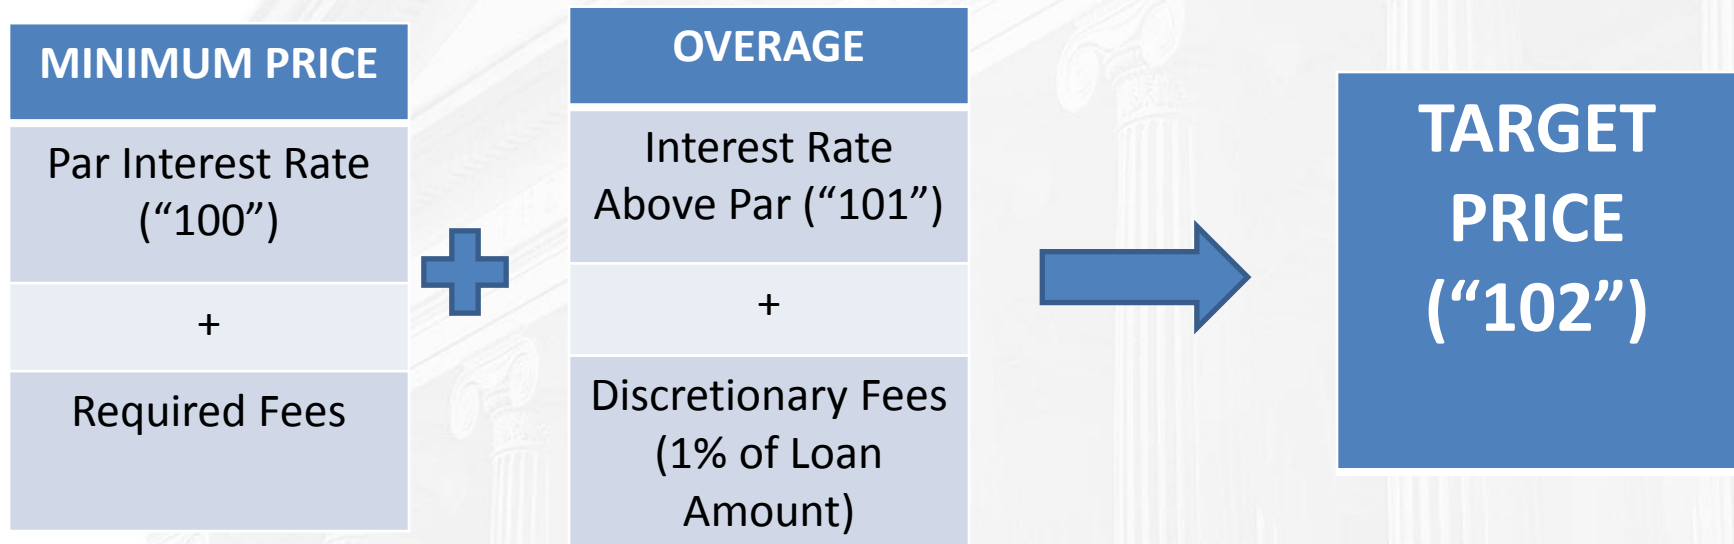 MINIMUM PRICE
Par Interest Rate
(“100”)
+
Required Fees
OVERAGE
Interest Rate
Above Par (“101”)
+
Discretionary Fees
(1% of Loan
Amount)
TARGET
PRICE
(“102”)